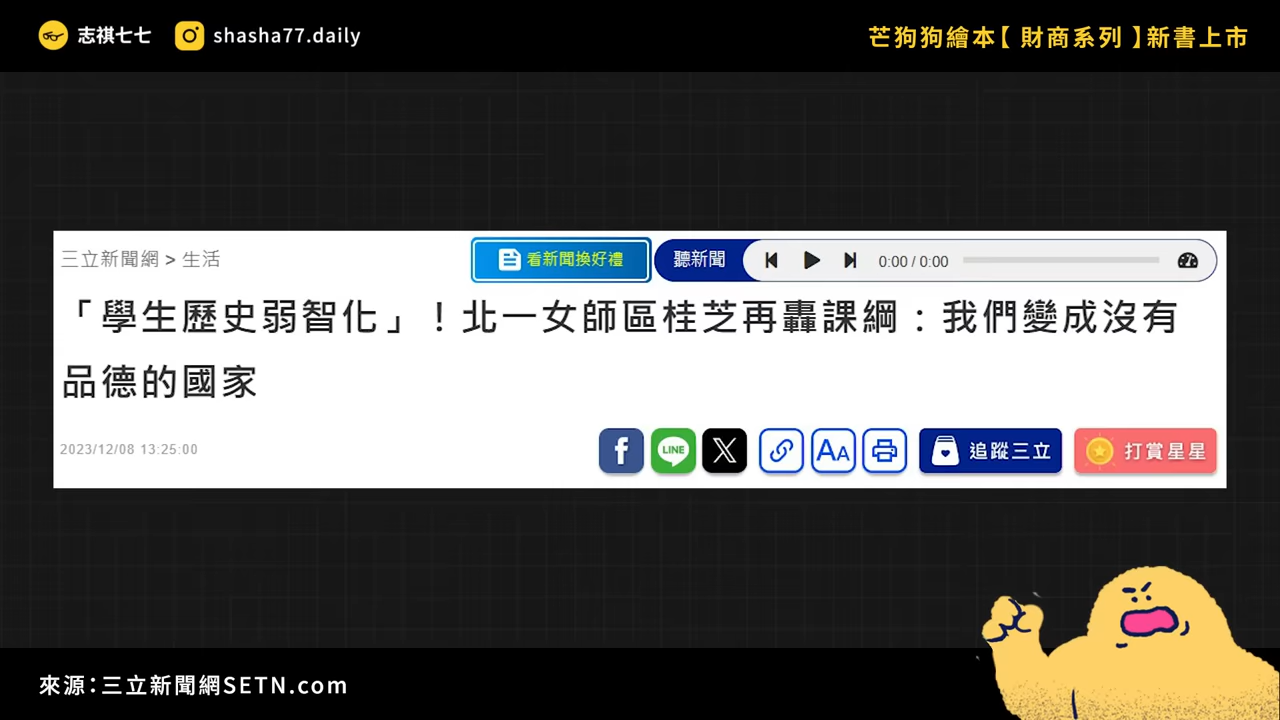 志祺七七
shasha77.daily
芒狗狗繪本【財商系列】新書上市
三立新聞網 > 生活
看新聞換好禮
聽新聞
0:00 / 0:00
「學生歷史弱智化」！北一女師區桂芝再轟課綱：我們變成沒有
品德的國家
2023/12/08 13:25:00
f
LINE
X
AA
追蹤三立
打賞星星
來源：三立新聞網SETN.com